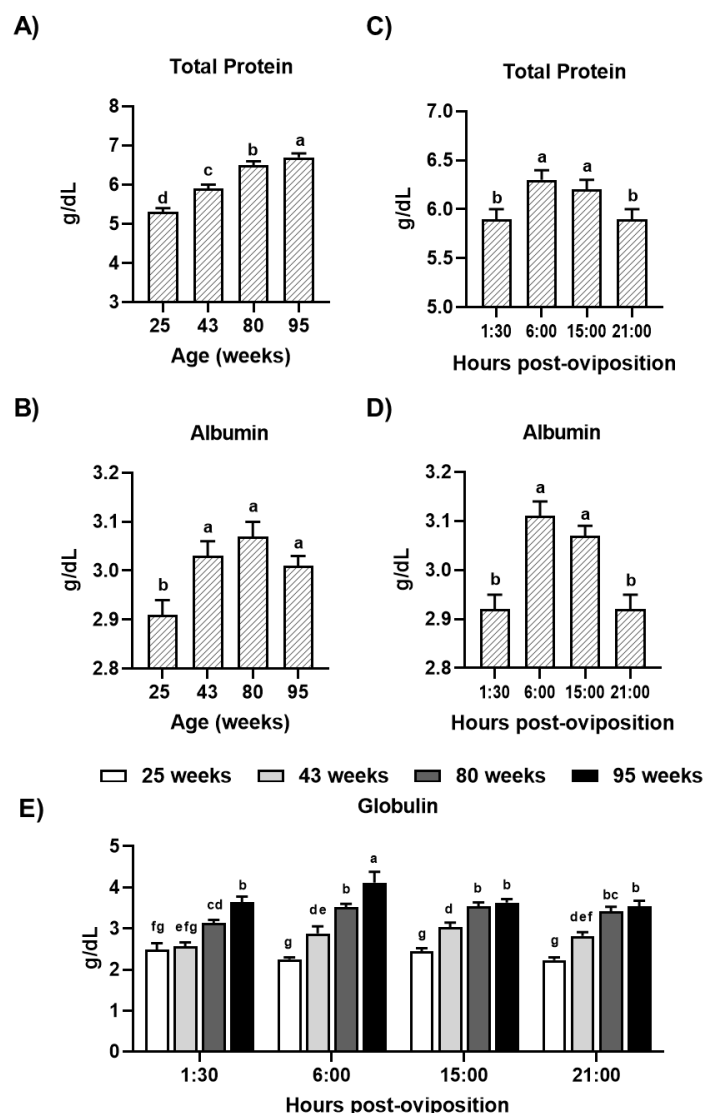 A)
Total Protein
8
7
6
5
4
3
g/dL
d
c
b
a
25 43 80 95
Age (weeks)
C)
Total Protein
7.0
6.5
6.0
5.5
5.0
g/dL
b
a
a
b
1:30 6:00 15:00 21:00
Hours post-oviposition
B)
Albumin
3.2
3.1
3.0
2.9
2.8
g/dL
b
a
a
a
25 43 80 95
Age (weeks)
D)
Albumin
3.2
3.1
3.0
2.9
2.8
g/dL
b
a
a
b
1:30 6:00 15:00 21:00
Hours post-oviposition
25 weeks 43 weeks 80 weeks 95 weeks
E)
Globulin
5
4
3
2
1
0
g/dL
fg efg cd b
g de b a
g d b b
g def bc b
1:30 6:00 15:00 21:00
Hours post-oviposition